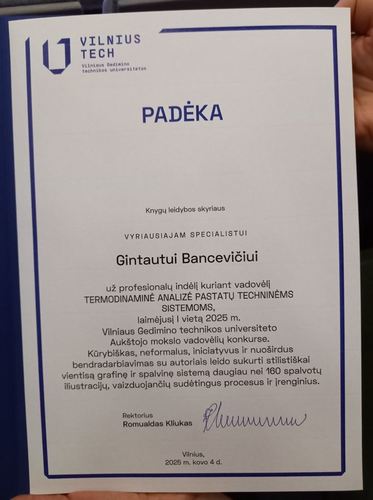 VILNIUS
TECH
Vilniaus Gedimino
technikos universitetas
PADĖKA
Knygų leidybos skyriaus
VYRIAUSIAJAM SPECIALISTUI
Gintautui Bancevičiui
už profesionalų indėlį kuriant vadovėlį
TERMODINAMINĖ ANALIZĖ PASTATŲ TECHNINĖMS
SISTEMOMS,
laimėjusį I vietą 2025 m.
Vilniaus Gedimino technikos universiteto
Aukštojo mokslo vadovėlių konkurse.
Kūrybiškas, neformalus, iniciatyvus ir nuoširdus
bendradarbiavimas su autoriais leido sukurti stilistiškai
vientisą grafinę ir spalvinę sistemą daugiau nei 160 spalvotų
iliustracijų, vaizduojančių sudėtingus procesus ir įrenginius.
Rektorius
Romualdas Kliukas
Vilnius,
2025 m. kovo 4 d.